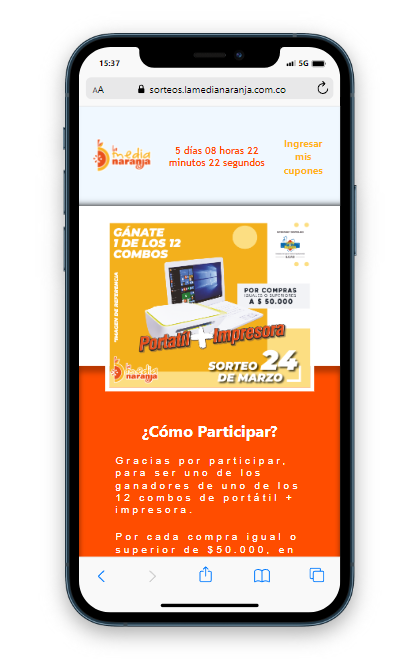 15:37
5G
AA
sorteos.lamedianaranja.com.co
la media
naranja
5 días 08 horas 22
minutos 22 segundos
Ingresar
mis
cupones
GÁNATE
1 DE LOS 12
COMBOS
*IMAGEN DE REFERENCIA
POR COMPRAS
IGUALES O SUPERIORES
A $ 50.000
Portatil + Impresora
la media
naranja
SORTEO 24
DE MARZO
¿Cómo Participar?
Gracias por participar,
para ser uno de los
ganadores de uno de los
12 combos de portátil +
impresora.
Por cada compra igual o
superior de $50.000, en